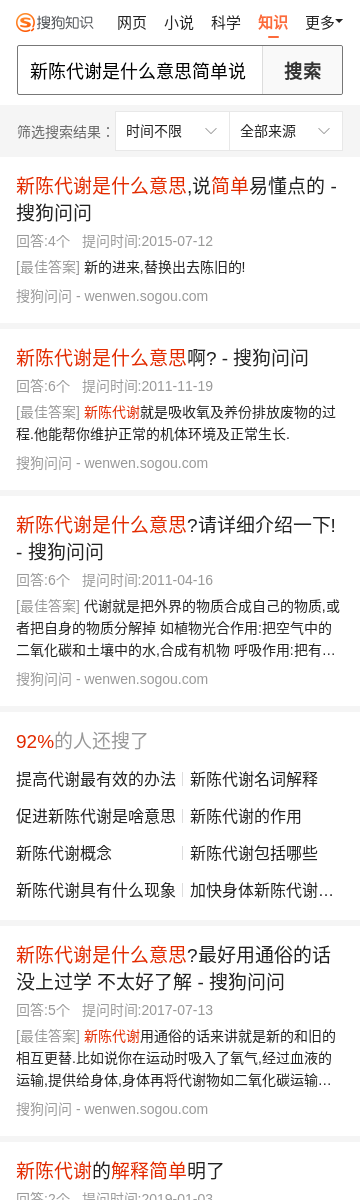 搜狗知识 网页 小说 科学 知识 更多
新陈代谢是什么意思简单说 搜索
筛选搜索结果： 时间不限 全部来源
新陈代谢是什么意思,说简单易懂点的 -
搜狗问问
回答:4个 提问时间:2015-07-12
[最佳答案] 新的进来,替换出去陈旧的!
搜狗问问 - wenwen.sogou.com
新陈代谢是什么意思啊? - 搜狗问问
回答:6个 提问时间:2011-11-19
[最佳答案] 新陈代谢就是吸收氧及养份排放废物的过
程.他能帮你维护正常的机体环境及正常生长.
搜狗问问 - wenwen.sogou.com
新陈代谢是什么意思?请详细介绍一下!
- 搜狗问问
回答:6个 提问时间:2011-04-16
[最佳答案] 代谢就是把外界的物质合成自己的物质,或
者把自身的物质分解掉 如植物光合作用:把空气中的
二氧化碳和土壤中的水,合成有机物 呼吸作用:把有…
搜狗问问 - wenwen.sogou.com
92%的人还搜了
提高代谢最有效的办法 新陈代谢名词解释
促进新陈代谢是啥意思 新陈代谢的作用
新陈代谢概念 新陈代谢包括哪些
新陈代谢具有什么现象 加快身体新陈代谢…
新陈代谢是什么意思?最好用通俗的话
没上过学 不太好了解 - 搜狗问问
回答:5个 提问时间:2017-07-13
[最佳答案] 新陈代谢用通俗的话来讲就是新的和旧的
相互更替.比如说你在运动时吸入了氧气,经过血液的
运输,提供给身体,身体再将代谢物如二氧化碳运输…
搜狗问问 - wenwen.sogou.com
新陈代谢的解释简单明了
回答:2个 提问时间:2019-01-03